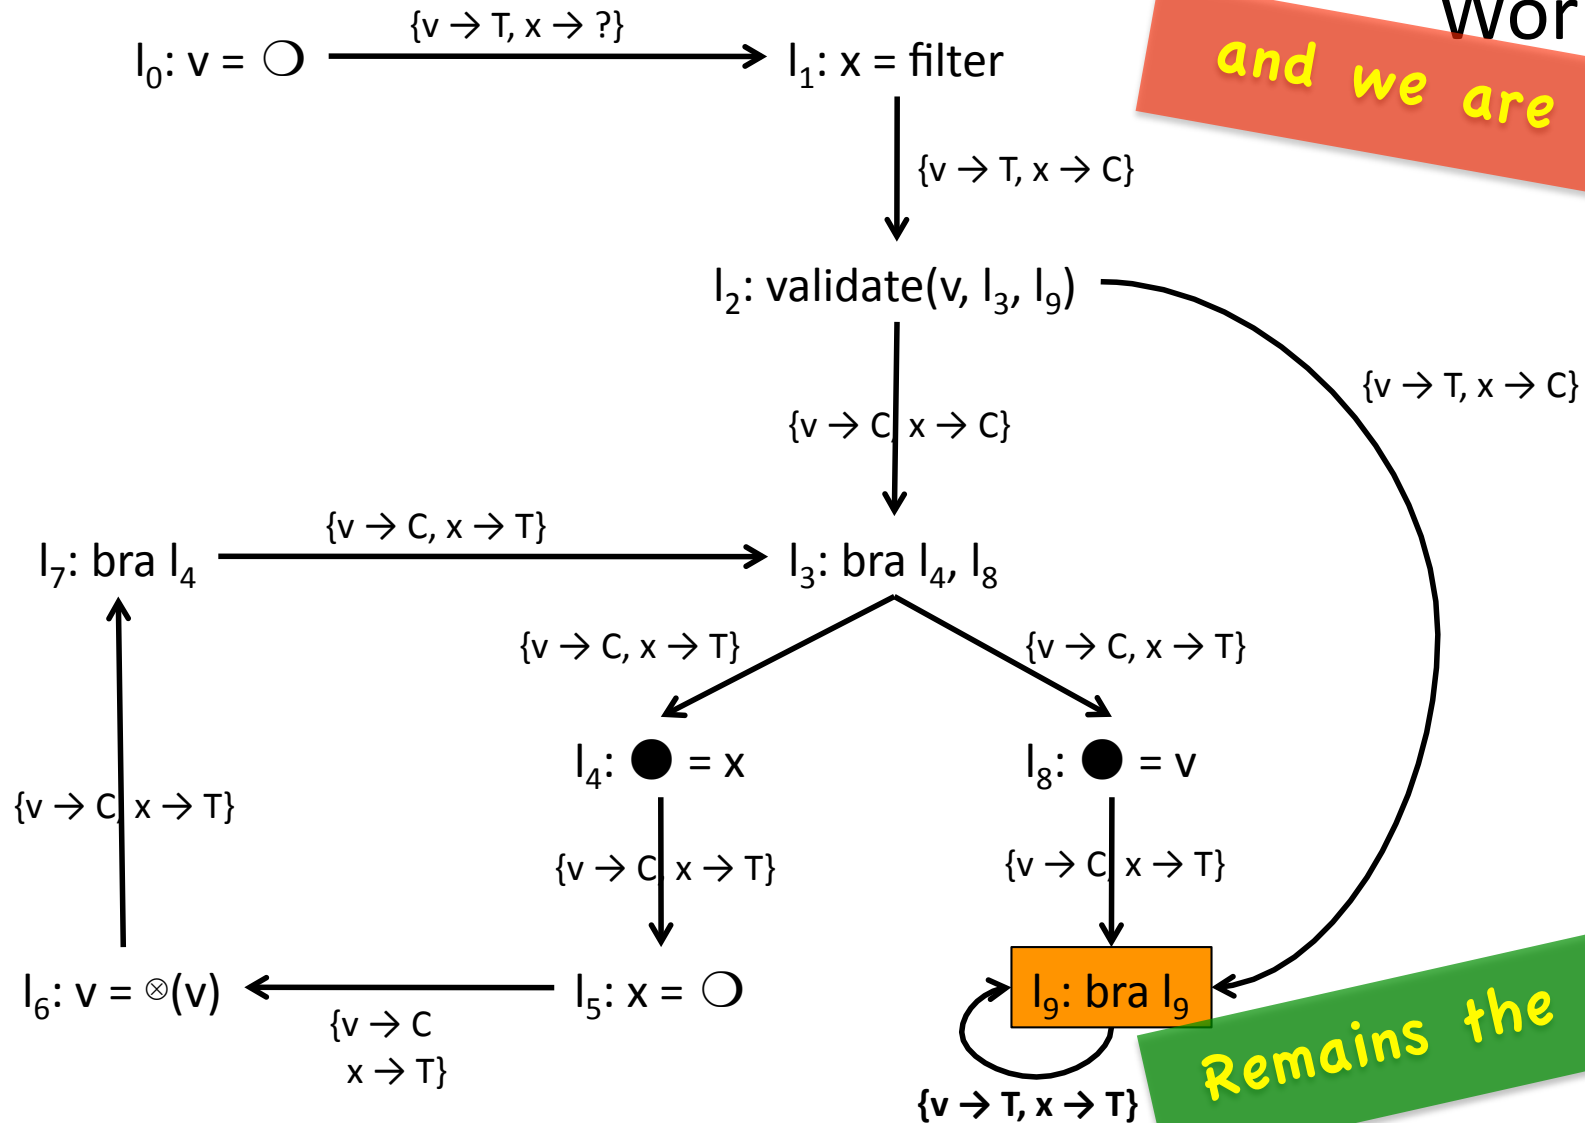 Wor
and we are
{v → T, x → ?}
l₀: v = ❍
l₁: x = filter
{v → T, x → C}
l₂: validate(v, l₃, l₉)
{v → T, x → C}
{v → C, x → C}
{v → C, x → T}
l₇: bra l₄
l₃: bra l₄, l₈
{v → C, x → T}
{v → C, x → T}
l₄: ● = x
l₈: ● = v
{v → C, x → T}
{v → C, x → T}
{v → C, x → T}
l₆: v = ⊗(v)
l₅: x = ❍
l₉: bra l₉
{v → C
x → T}
Remains the
{v → T, x → T}